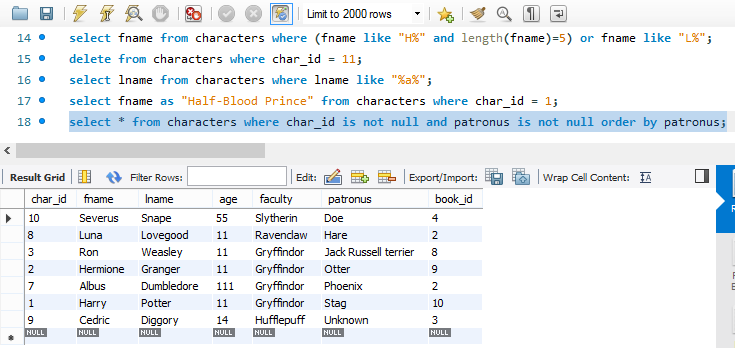 Limit to 2000 rows
14 select fname from characters where (fname like "H%" and length(fname)=5) or fname like "L%";
15 delete from characters where char_id = 11;
16 select lname from characters where lname like "%a%";
17 select fname as "Half-Blood Prince" from characters where char_id = 1;
18 select * from characters where char_id is not null and patronus is not null order by patronus;
Result Grid Filter Rows: Edit: Export/Import: Wrap Cell Content:
char_id fname lname age faculty patronus book_id
10 Severus Snape 55 Slytherin Doe 4
8 Luna Lovegood 11 Ravenclaw Hare 2
3 Ron Weasley 11 Gryffindor Jack Russell terrier 8
2 Hermione Granger 11 Gryffindor Otter 9
7 Albus Dumbledore 111 Gryffindor Phoenix 2
1 Harry Potter 11 Gryffindor Stag 10
9 Cedric Diggory 14 Hufflepuff Unknown 3
NULL NULL NULL NULL NULL NULL NULL